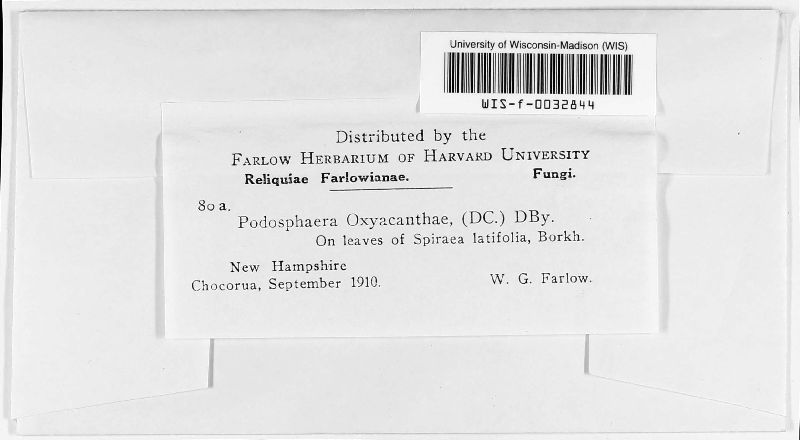 University of Wisconsin-Madison (WIS)
WIS-f-0032844
Distributed by the
FARLOW HERBARIUM OF HARVARD UNIVERSITY
Reliquiae Farlowianae. Fungi.
80 a.
Podosphaera Oxyacanthae, (DC.) DBy.
On leaves of Spiraea latifolia, Borkh.
New Hampshire
Chocorua, September 1910. W. G. Farlow.